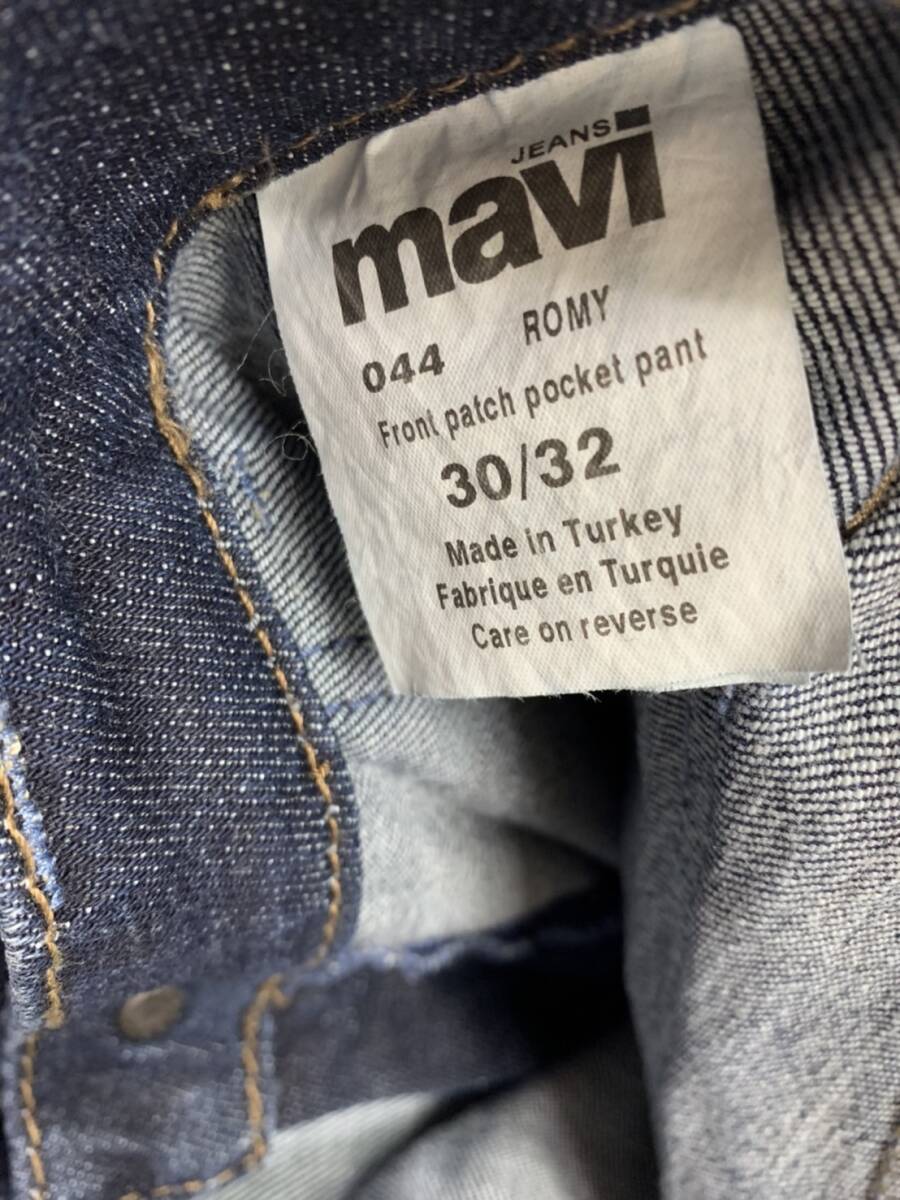 JEANS
mavi
044 ROMY
Front patch pocket pant
30/32
Made in Turkey
Fabrique en Turquie
Care on reverse